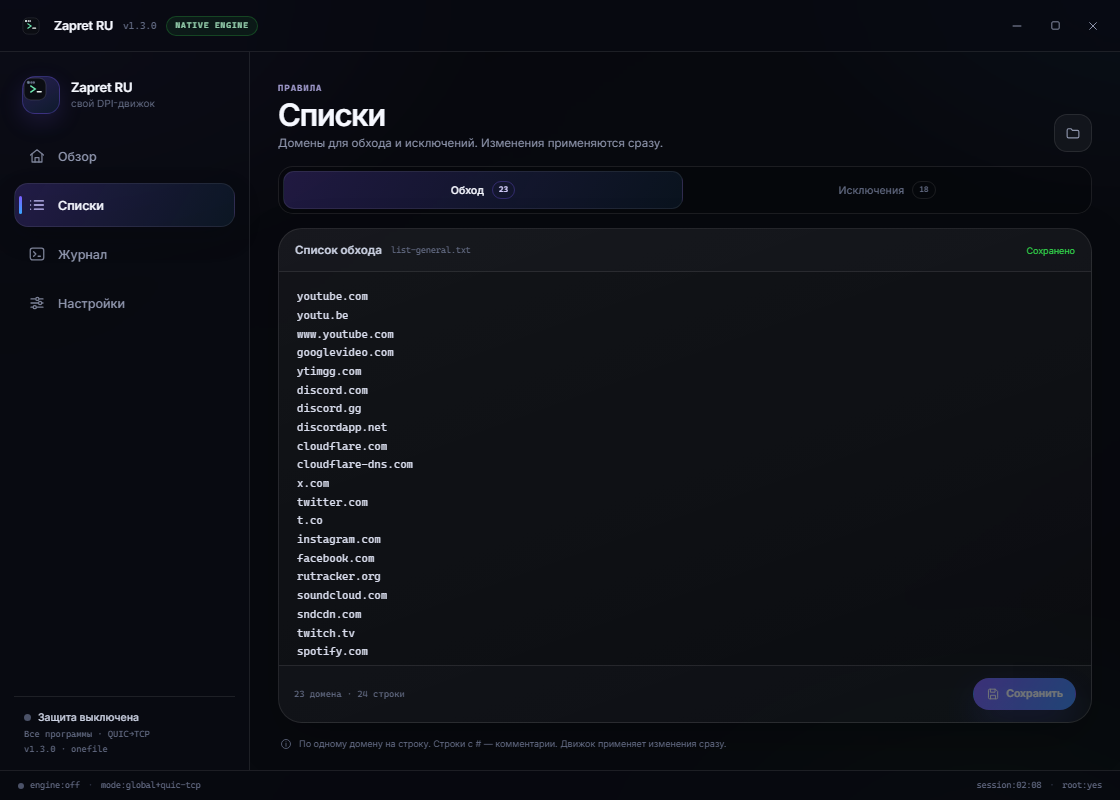 Zapret RU v1.3.0 NATIVE ENGINE
Zapret RU
свой DPI-движок
Обзор
Списки
Журнал
Настройки
Защита выключена
Все программы · QUIC→TCP
v1.3.0 · onefile
ПРАВИЛА
Списки
Домены для обхода и исключений. Изменения применяются сразу.
Обход 23
Исключения 18
Список обхода list-general.txt
Сохранено
youtube.com
youtu.be
www.youtube.com
googlevideo.com
ytimgg.com
discord.com
discord.gg
discordapp.net
cloudflare.com
cloudflare-dns.com
x.com
twitter.com
t.co
instagram.com
facebook.com
rutracker.org
soundcloud.com
sndcdn.com
twitch.tv
spotify.com
23 домена · 24 строки
Сохранить
По одному домену на строку. Строки с # — комментарии. Движок применяет изменения сразу.
engine:off · mode:global+quic-tcp
session:02:08 · root:yes